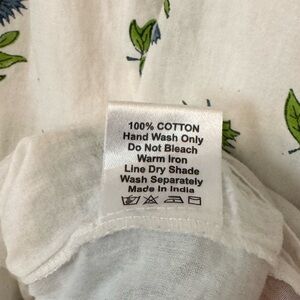 100% COTTON
Hand Wash Only
Do Not Bleach
Warm Iron
Line Dry Shade
Wash Separately
Made In India